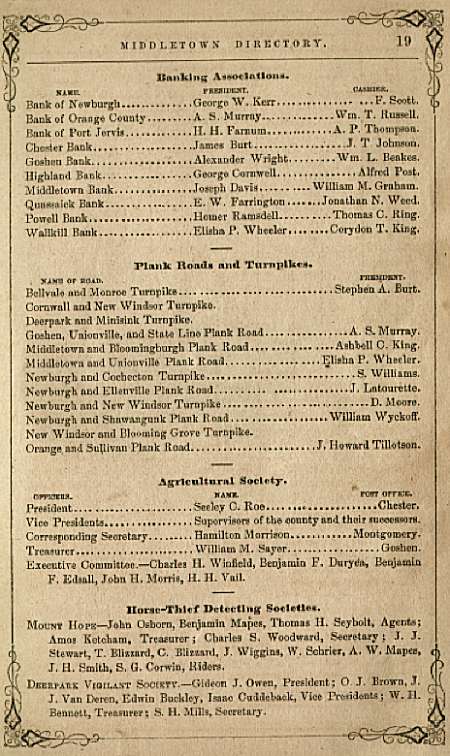 MIDDLETOWN DIRECTORY. 19
Banking Associations.
NAME. PRESIDENT. CASHIER.
Bank of Newburgh..............George W. Kerr..................F. Scott.
Bank of Orange County........A. S. Murray.............Wm. T. Russell.
Bank of Port Jervis............H. H. Farnum............A. P. Thompson.
Chester Bank...................James Burt................J. T Johnson.
Goshen Bank...................Alexander Wright.........Wm. L. Beakes.
Highland Bank.................George Cornwell..............Alfred Post.
Middletown Bank..............Joseph Davis..........William M. Graham.
Quassaick Bank................E. W. Farrington......Jonathan N. Weed.
Powell Bank...................Homer Ramsdell.........Thomas C. Ring.
Wallkill Bank..................Elisha P. Wheeler.......Corydon T. King.
Plank Roads and Turnpikes.
NAME OF ROAD. PRESIDENT.
Bellvale and Monroe Turnpike..........................Stephen A. Burt.
Cornwall and New Windsor Turnpike.
Deerpark and Minisink Turnpike.
Goshen, Unionville, and State Line Plank Road..............A. S. Murray.
Middletown and Bloomingburgh Plank Road...............Ashbell C. King.
Middletown and Unionville Plank Road................Elisha P. Wheeler.
Newburgh and Cochecton Turnpike.........................S. Williams.
Newburgh and Ellenville Plank Road......................J. Latourette.
Newburgh and New Windsor Turnpike........................D. Moore.
Newburgh and Shawangunk Plank Road................William Wyckoff.
New Windsor and Blooming Grove Turnpike.
Orange and Sullivan Plank Road.....................J. Howard Tillotson.
Agricultural Society.
OFFICERS. NAME. POST OFFICE.
President....................Seeley C. Roe....................Chester.
Vice Presidents...............Supervisors of the county and their successors.
Corresponding Secretary........Hamilton Morrison...........Montgomery.
Treasurer.....................William M. Sayer................Goshen.
Executive Committee.—Charles H. Winfield, Benjamin F. Duryea, Benjamin
F. Edsall, John H. Morris, H. H. Vail.
Horse-Thief Detecting Societies.
MOUNT HOPE—John Osborn, Benjamin Mapes, Thomas H. Seybolt, Agents;
Amos Ketcham, Treasurer; Charles S. Woodward, Secretary; J. J.
Stewart, T. Blizzard, C. Blizzard, J. Wiggins, W. Schrier, A. W. Mapes,
J. H. Smith, S. G. Corwin, Riders.
DEERPARK VIGILANT SOCIETY.—Gideon J. Owen, President; O. J. Brown, J.
J. Van Deren, Edwin Buckley, Isaac Cuddeback, Vice Presidents; W. H.
Bennett, Treasurer; S. H. Mills, Secretary.